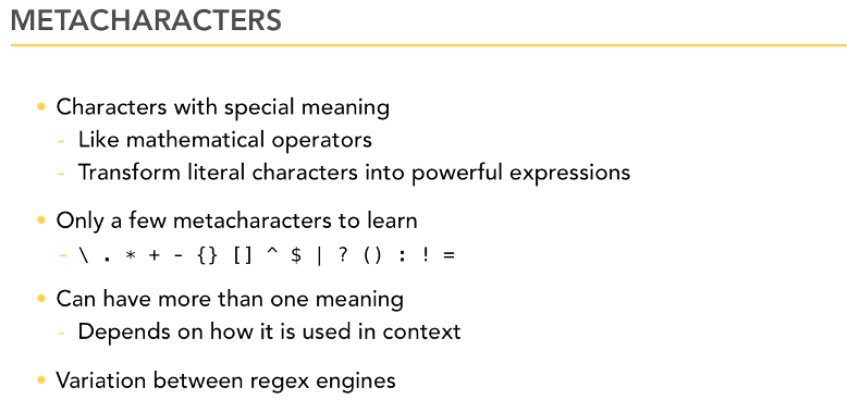 METACHARACTERS
• Characters with special meaning
- Like mathematical operators
- Transform literal characters into powerful expressions
• Only a few metacharacters to learn
- \ . * + - {} [] ^ $ | ? () : ! =
• Can have more than one meaning
- Depends on how it is used in context
• Variation between regex engines